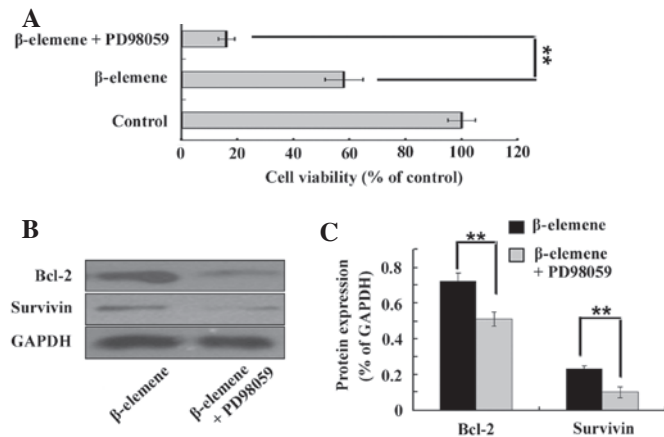 A
β-elemene + PD98059
β-elemene
Control
**
0 20 40 60 80 100 120
Cell viability (% of control)
B
Bcl-2
Survivin
GAPDH
β-elemene
β-elemene
+ PD98059
C
β-elemene
β-elemene
+ PD98059
Protein expression
(% of GAPDH)
0.8
0.6
0.4
0.2
0
**
**
Bcl-2 Survivin